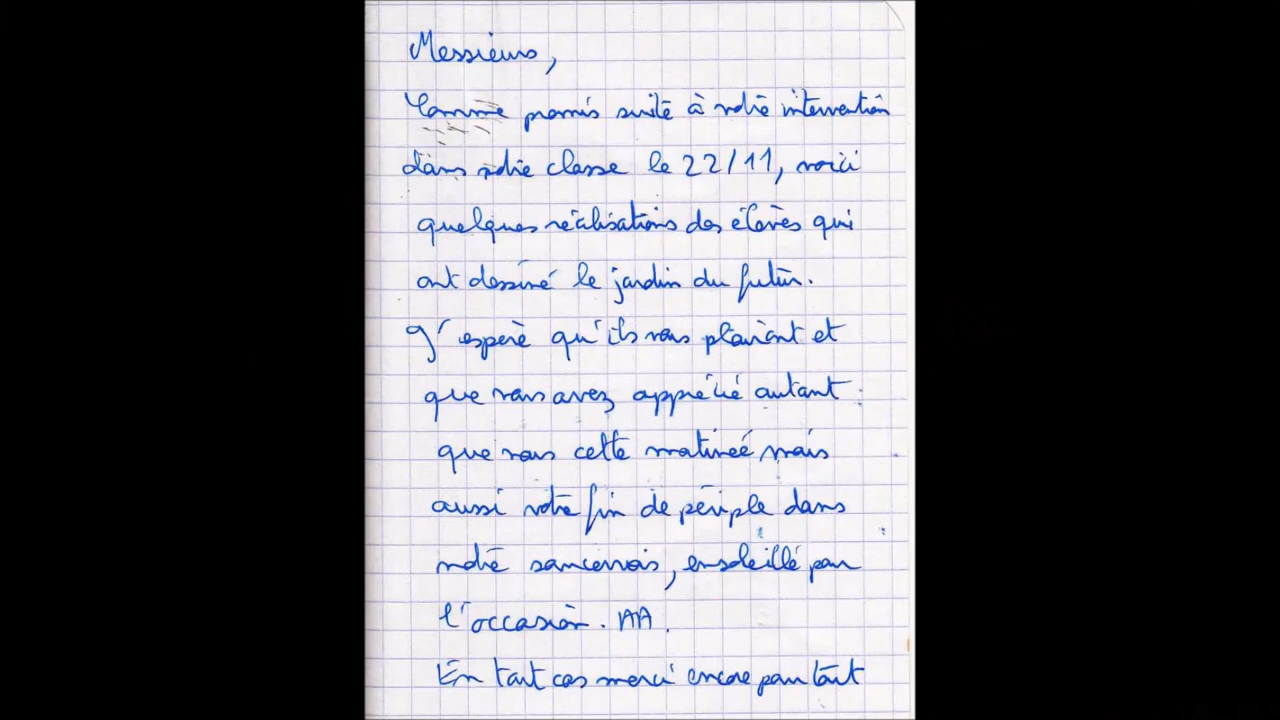 Messieurs,
Comme promis suite à votre intervention
dans notre classe le 22/11, voici
quelques réalisations des élèves qui
ont dessiné le jardin du futur.
J'espère qu'ils vous plairont et
que vous avez apprécié autant
que nous cette matinée mais
aussi votre fin de périple dans
notre sancerrois, ensoleillé pour
l'occasion. AA.
En tout cas merci encore pour tout